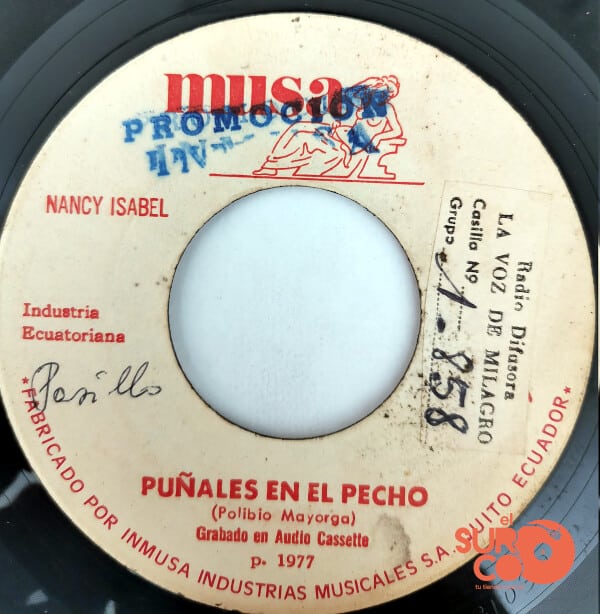 musa
PROMOCION
NANCY ISABEL
Radio Difusora
LA VOZ DE MILAGRO
Casilla Nº
Grupo
1-858
Industria
Ecuatoriana
Pasillo
PUÑALES EN EL PECHO
(Polibio Mayorga)
Grabado en Audio Cassette
p. 1977
*FABRICADO POR INMUSA INDUSTRIAS MUSICALES S.A. QUITO ECUADOR*
el
SURCO
tu